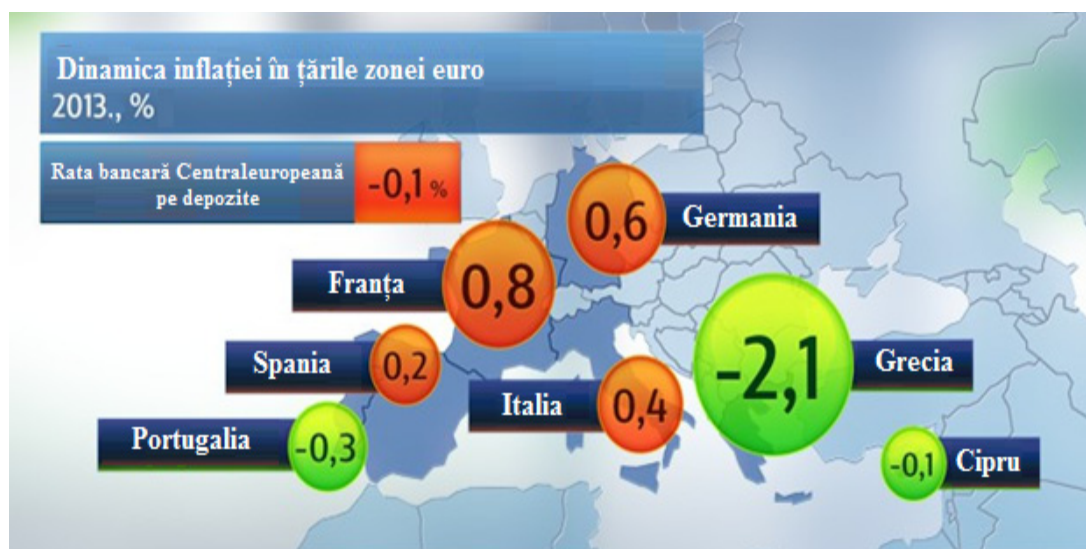 Dinamica inflației în țările zonei euro
2013., %
Rata bancară Centraleuropeană
pe depozite
-0,1 %
0,6
Germania
Franța
0,8
Spania
0,2
Italia
0,4
-2,1
Grecia
Portugalia
-0,3
-0,1
Cipru